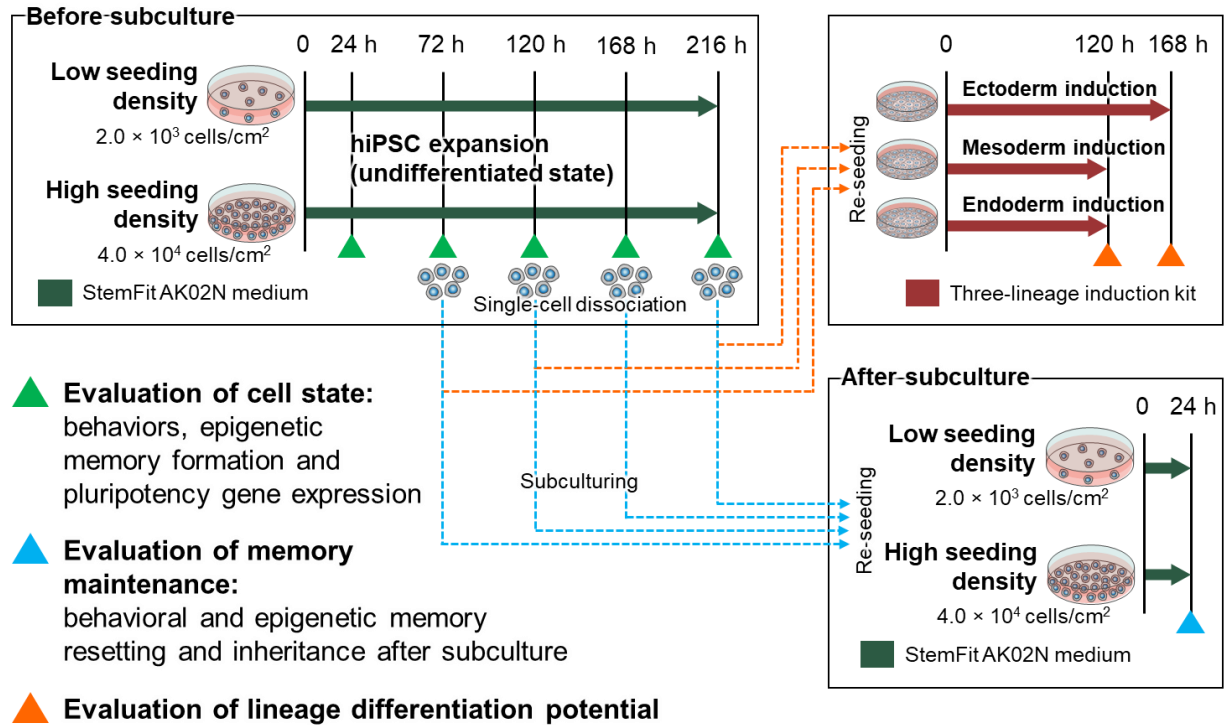 Before subculture
0 24 h 72 h 120 h 168 h 216 h
Low seeding
density
2.0 × 10³ cells/cm²
hiPSC expansion
(undifferentiated state)
High seeding
density
4.0 × 10⁴ cells/cm²
StemFit AK02N medium
Single-cell dissociation
0 120 h 168 h
Re-seeding
Ectoderm induction
Mesoderm induction
Endoderm induction
Three-lineage induction kit
Evaluation of cell state:
behaviors, epigenetic
memory formation and
pluripotency gene expression
Subculturing
Evaluation of memory
maintenance:
behavioral and epigenetic memory
resetting and inheritance after subculture
Evaluation of lineage differentiation potential
After subculture
0 24 h
Re-seeding
Low seeding
density
2.0 × 10³ cells/cm²
High seeding
density
4.0 × 10⁴ cells/cm²
StemFit AK02N medium